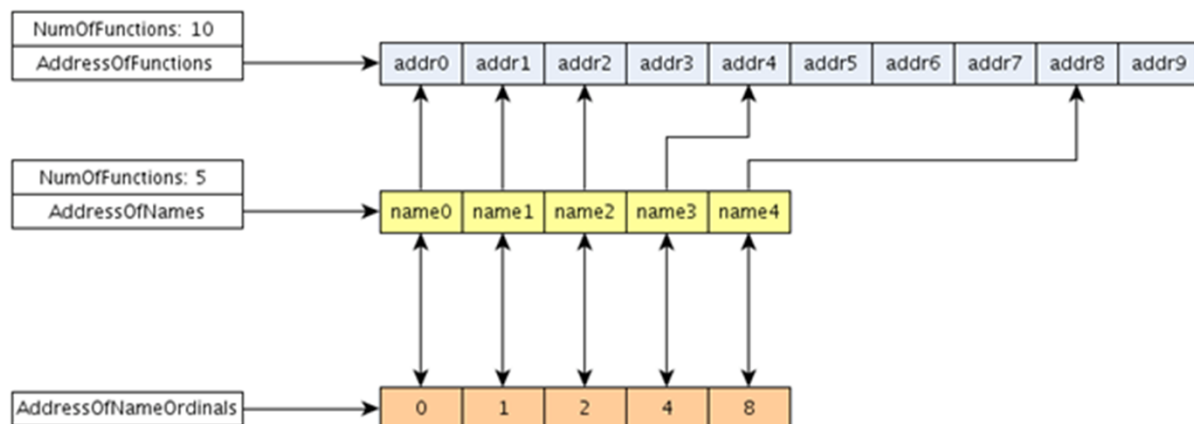 NumOfFunctions: 10
AddressOfFunctions
addr0 addr1 addr2 addr3 addr4 addr5 addr6 addr7 addr8 addr9
NumOfFunctions: 5
AddressOfNames
name0 name1 name2 name3 name4
AddressOfNameOrdinals
0 1 2 4 8